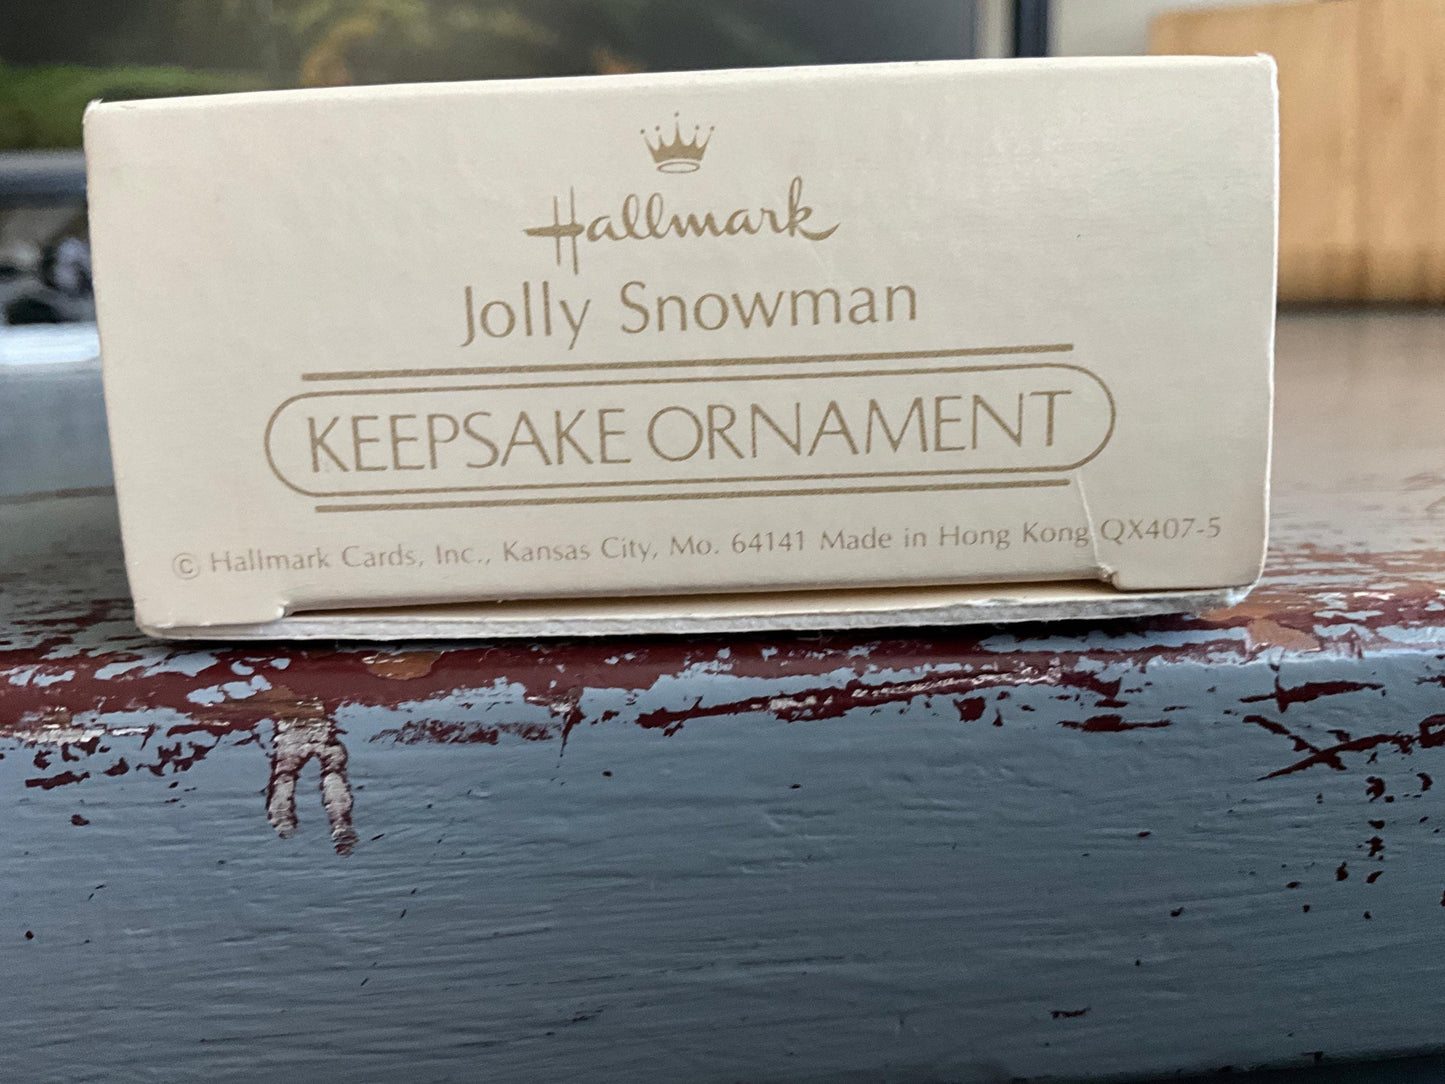 Hallmark
Jolly Snowman
KEEPSAKE ORNAMENT
© Hallmark Cards, Inc., Kansas City, Mo. 64141 Made in Hong Kong QX407-5